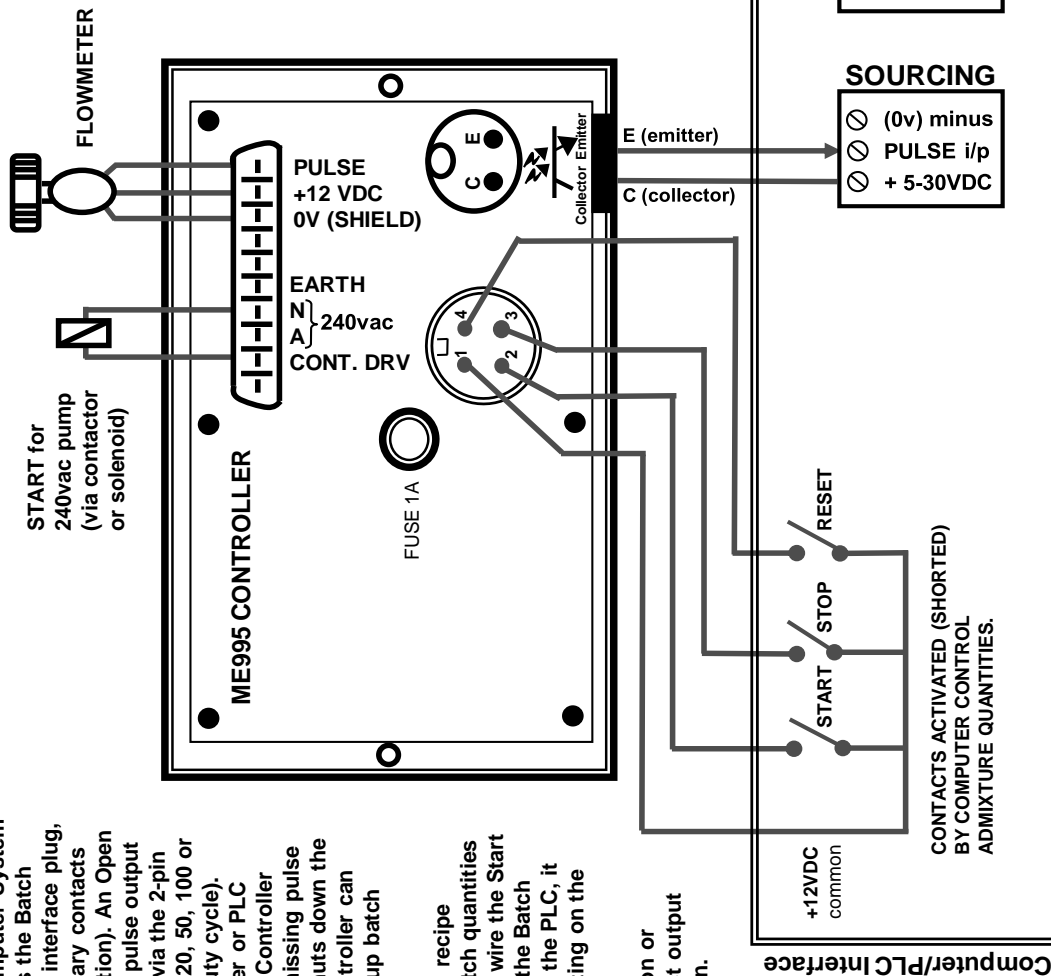 mputer System
s the Batch
interface plug,
ary contacts
tion). An Open
pulse output
via the 2-pin
20, 50, 100 or
uty cycle).
er or PLC
Controller
nissing pulse
uts down the
troller can
up batch
recipe
tch quantities
wire the Start
the Batch
the PLC, it
ting on the
on or
t output
n.
START for
240vac pump
(via contactor
or solenoid)
FLOWMETER
ME995 CONTROLLER
PULSE
+12 VDC
0V (SHIELD)
EARTH
N
A
240vac
CONT. DRV
FUSE 1A
1
2
3
4
C
E
Collector
Emitter
E (emitter)
C (collector)
SOURCING
(0v) minus
PULSE i/p
+ 5-30VDC
START
STOP
RESET
+12VDC
common
CONTACTS ACTIVATED (SHORTED)
BY COMPUTER CONTROL
ADMIXTURE QUANTITIES.
Computer/PLC Interface